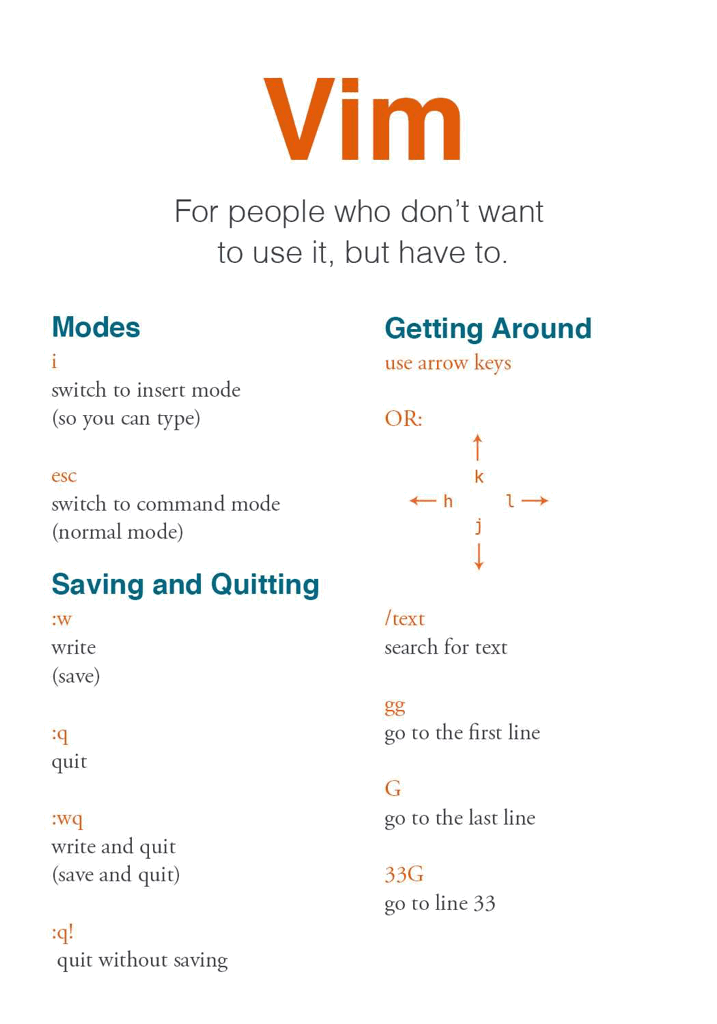 Vim
For people who don’t want
to use it, but have to.
Modes
i
switch to insert mode
(so you can type)
esc
switch to command mode
(normal mode)
Saving and Quitting
:w
write
(save)
:q
quit
:wq
write and quit
(save and quit)
:q!
quit without saving
Getting Around
use arrow keys
OR:
k
h l
j
/text
search for text
gg
go to the first line
G
go to the last line
33G
go to line 33